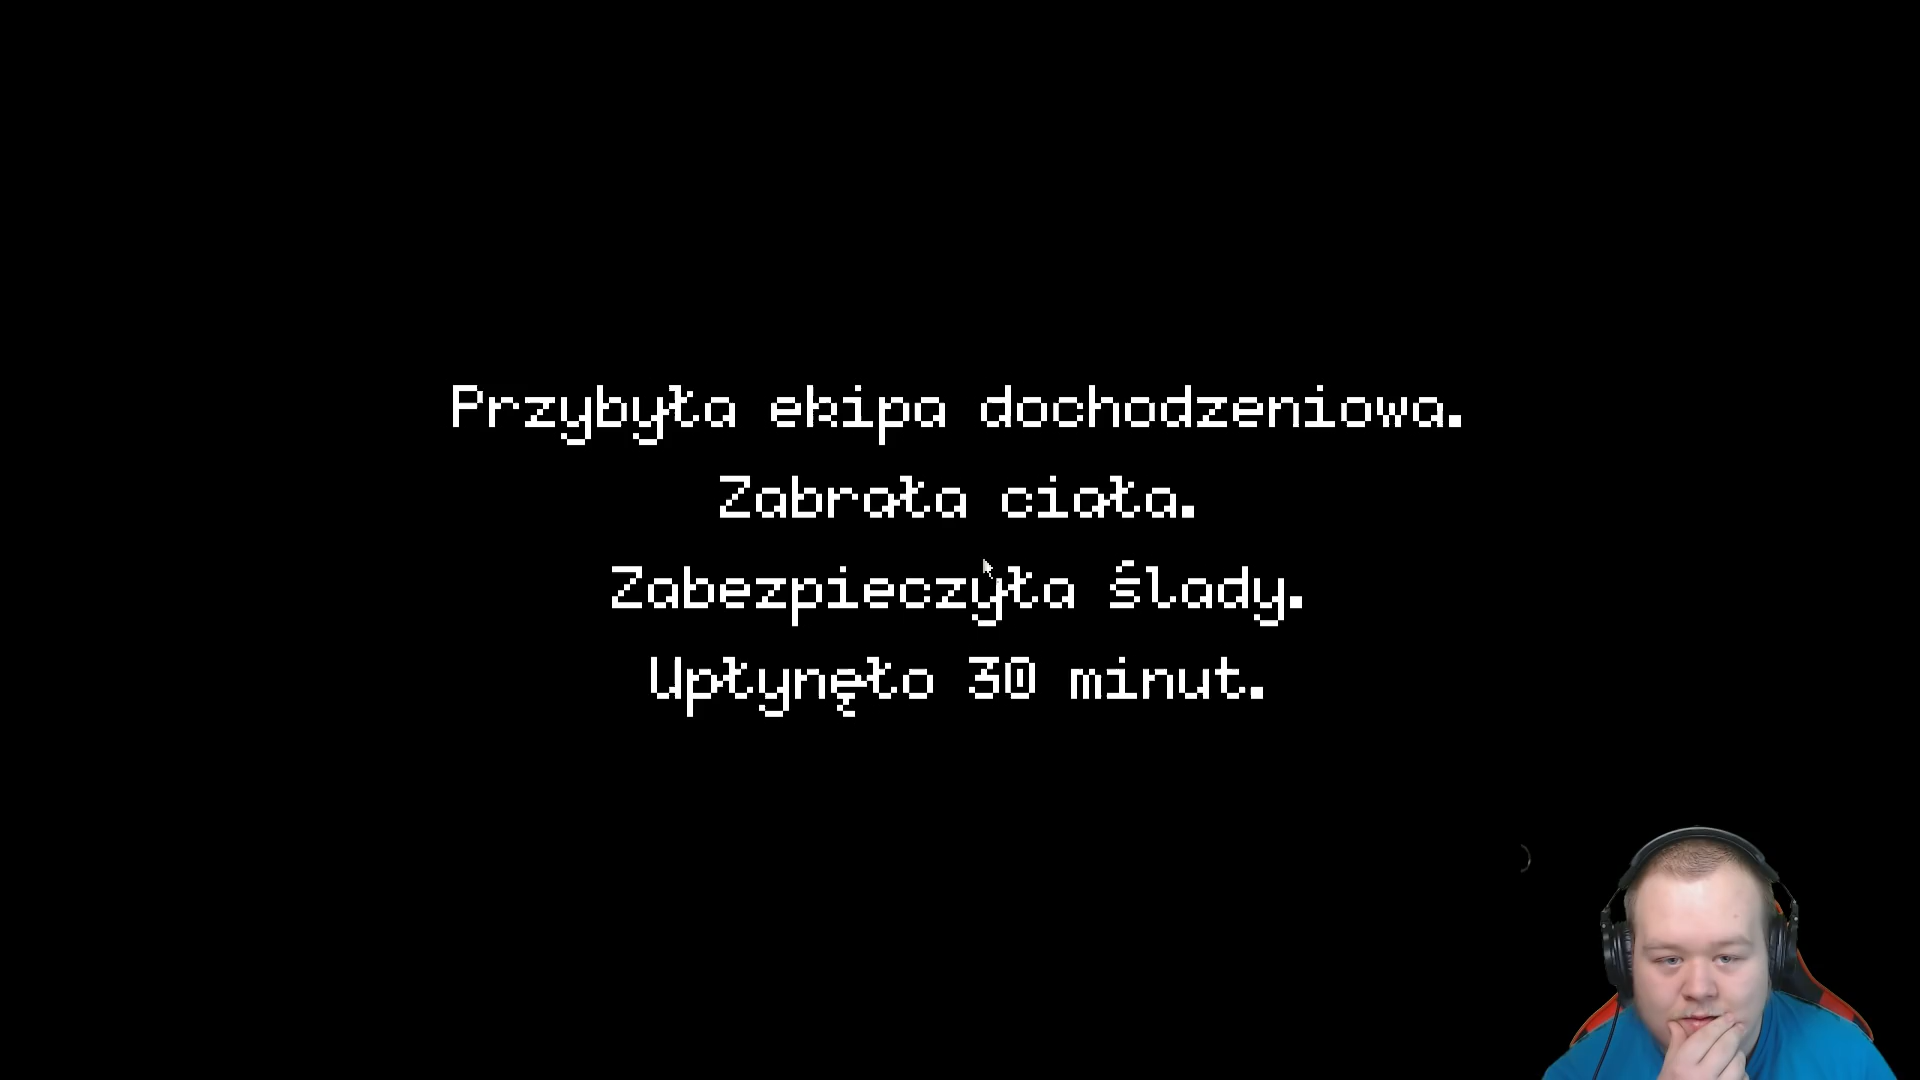 Przybyła ekipa dochodzeniowa.
Zabrała ciała.
Zabezpieczyła ślady.
Upłynęło 30 minut.